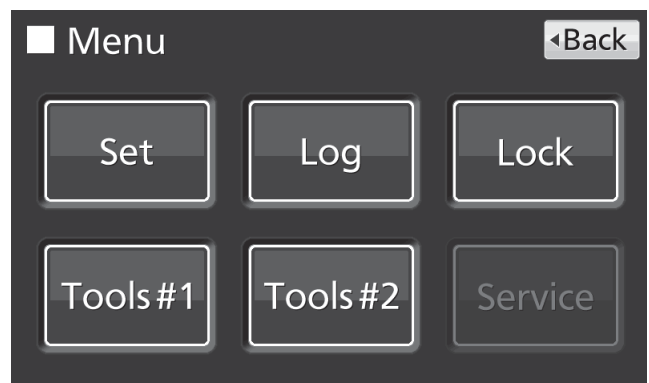 Menu
◂Back
Set
Log
Lock
Tools#1
Tools#2
Service